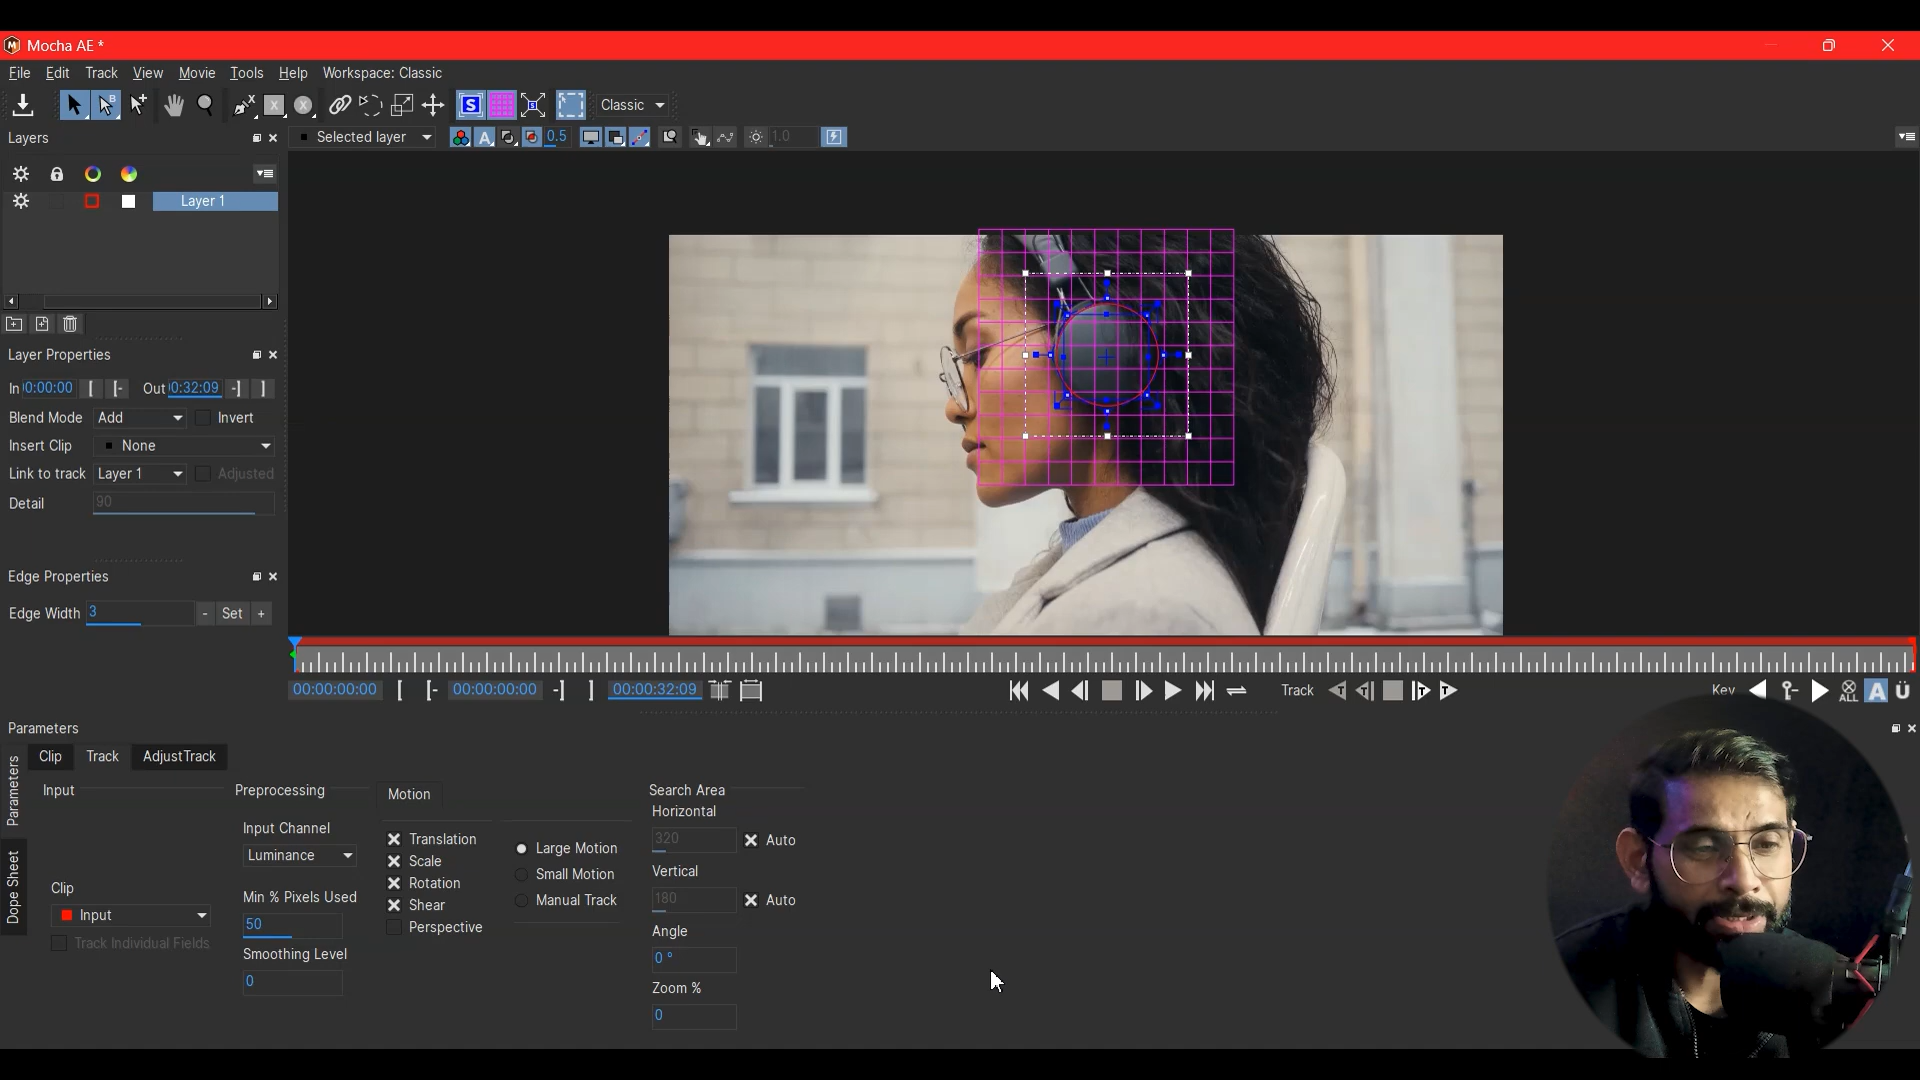 Mocha AE *
File Edit Track View Movie Tools Help Workspace: Classic
Classic
Layers
Selected layer
0.5
1.0
Layer 1
Layer Properties
In 0:00:00 Out 0:32:09
Blend Mode Add Invert
Insert Clip None
Link to track Layer 1 Adjusted
Detail 90
Edge Properties
Edge Width 3 - Set +
00:00:00:00 00:00:00:00 00:00:32:09 Track Key ALL A Ü
Parameters
Clip Track AdjustTrack
Parameters
Dope Sheet
Input
Clip
Input
Track Individual Fields
Preprocessing
Input Channel
Luminance
Min % Pixels Used
50
Smoothing Level
0
Motion
Translation
Scale
Rotation
Shear
Perspective
Large Motion
Small Motion
Manual Track
Search Area
Horizontal
320 Auto
Vertical
180 Auto
Angle
0 °
Zoom %
0